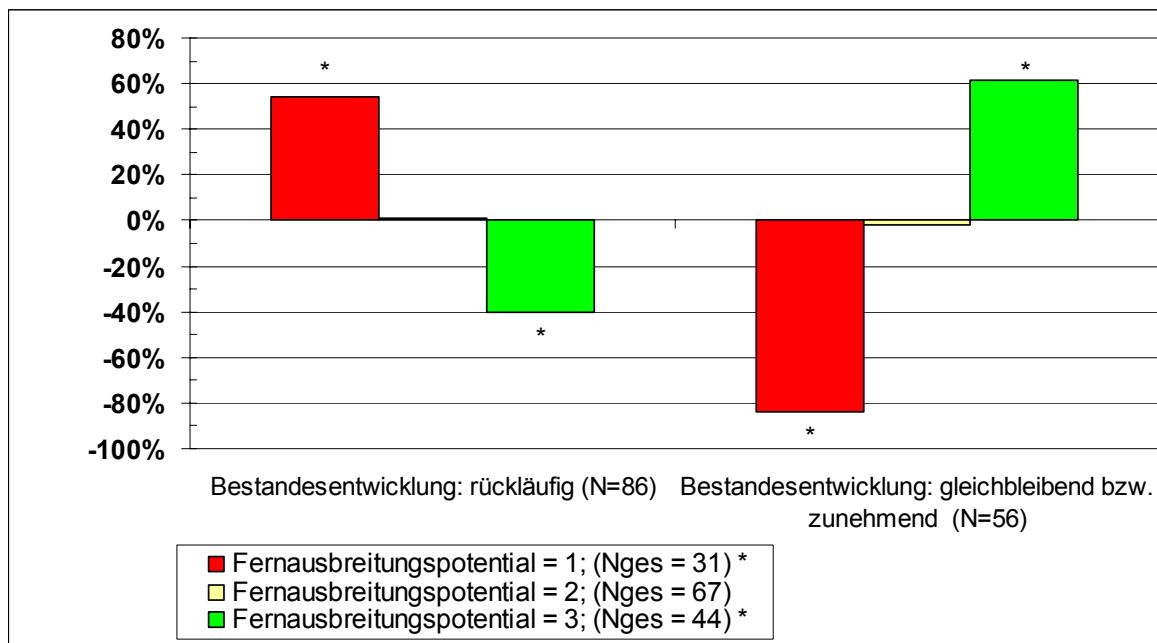 80%
60%
40%
20%
0%
-20%
-40%
-60%
-80%
-100%
*
*
*
*
Bestandesentwicklung: rückläufig (N=86)
Bestandesentwicklung: gleichbleibend bzw.
zunehmend (N=56)
Fernausbreitungspotential = 1; (Nges = 31) *
Fernausbreitungspotential = 2; (Nges = 67)
Fernausbreitungspotential = 3; (Nges = 44) *